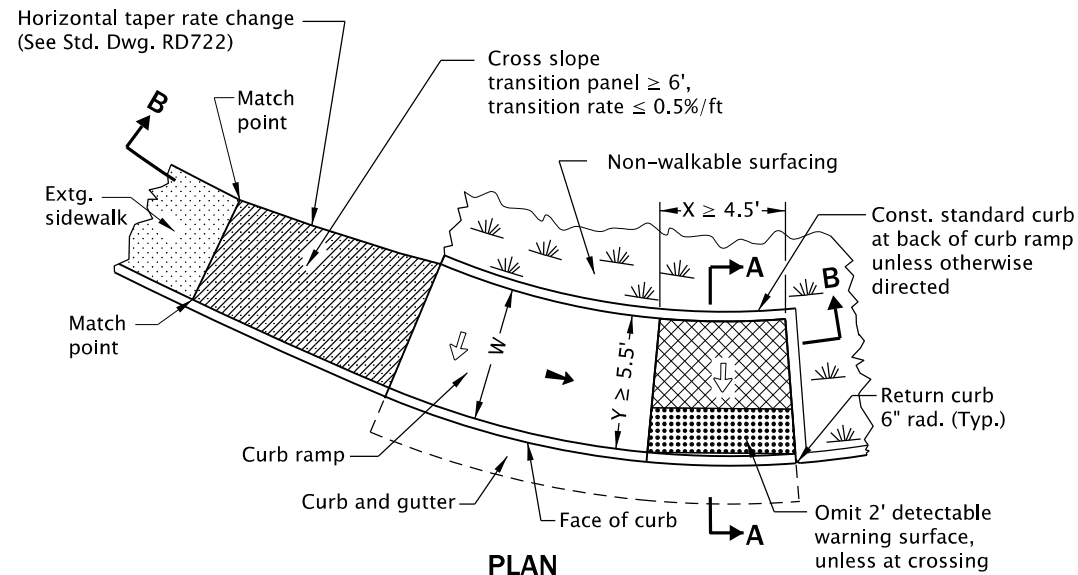 Horizontal taper rate change
(See Std. Dwg. RD722)
Cross slope
transition panel ≥ 6',
transition rate ≤ 0.5%/ft
B
Match
point
Non-walkable surfacing
Extg.
sidewalk
X ≥ 4.5'
Const. standard curb
at back of curb ramp
unless otherwise
directed
A
B
Match
point
W
Y ≥ 5.5'
Return curb
6" rad. (Typ.)
Curb ramp
Curb and gutter
Face of curb
A
Omit 2' detectable
warning surface,
unless at crossing
PLAN